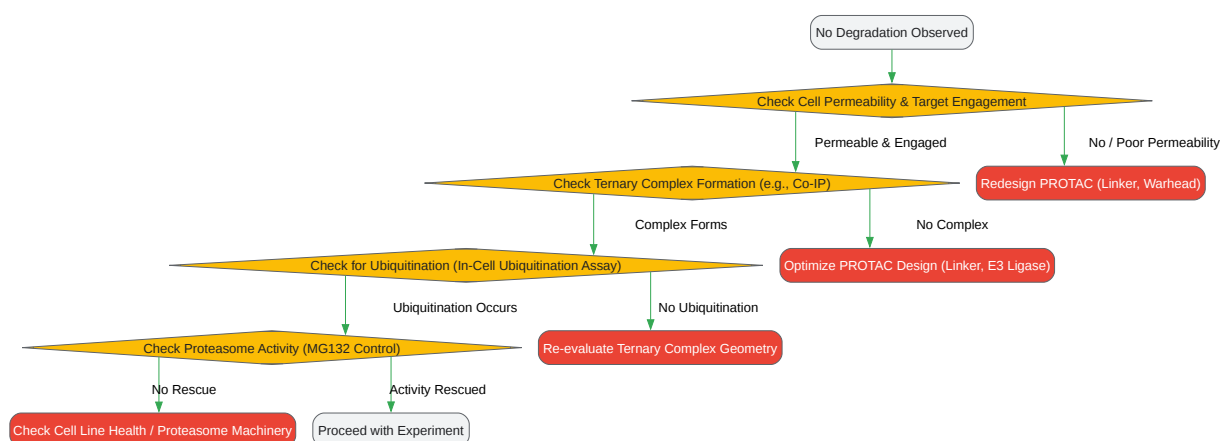 No Degradation Observed
Check Cell Permeability & Target Engagement
Permeable & Engaged
No / Poor Permeability
Check Ternary Complex Formation (e.g., Co-IP)
Redesign PROTAC (Linker, Warhead)
Complex Forms
No Complex
Check for Ubiquitination (In-Cell Ubiquitination Assay)
Optimize PROTAC Design (Linker, E3 Ligase)
Ubiquitination Occurs
No Ubiquitination
Check Proteasome Activity (MG132 Control)
Re-evaluate Ternary Complex Geometry
No Rescue
Activity Rescued
Check Cell Line Health / Proteasome Machinery
Proceed with Experiment